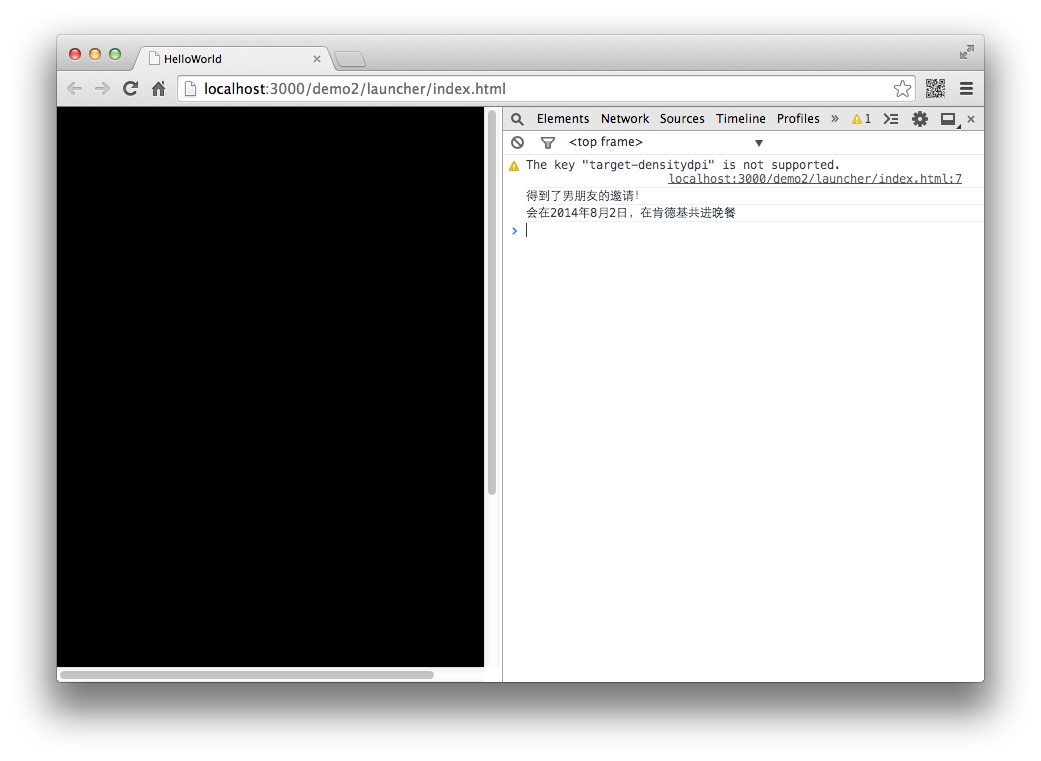 HelloWorld
localhost:3000/demo2/launcher/index.html
Elements Network Sources Timeline Profiles » 1
<top frame>
The key "target-densitydpi" is not supported.
localhost:3000/demo2/launcher/index.html:7
得到了男朋友的邀请！
会在2014年8月2日，在肯德基共进晚餐